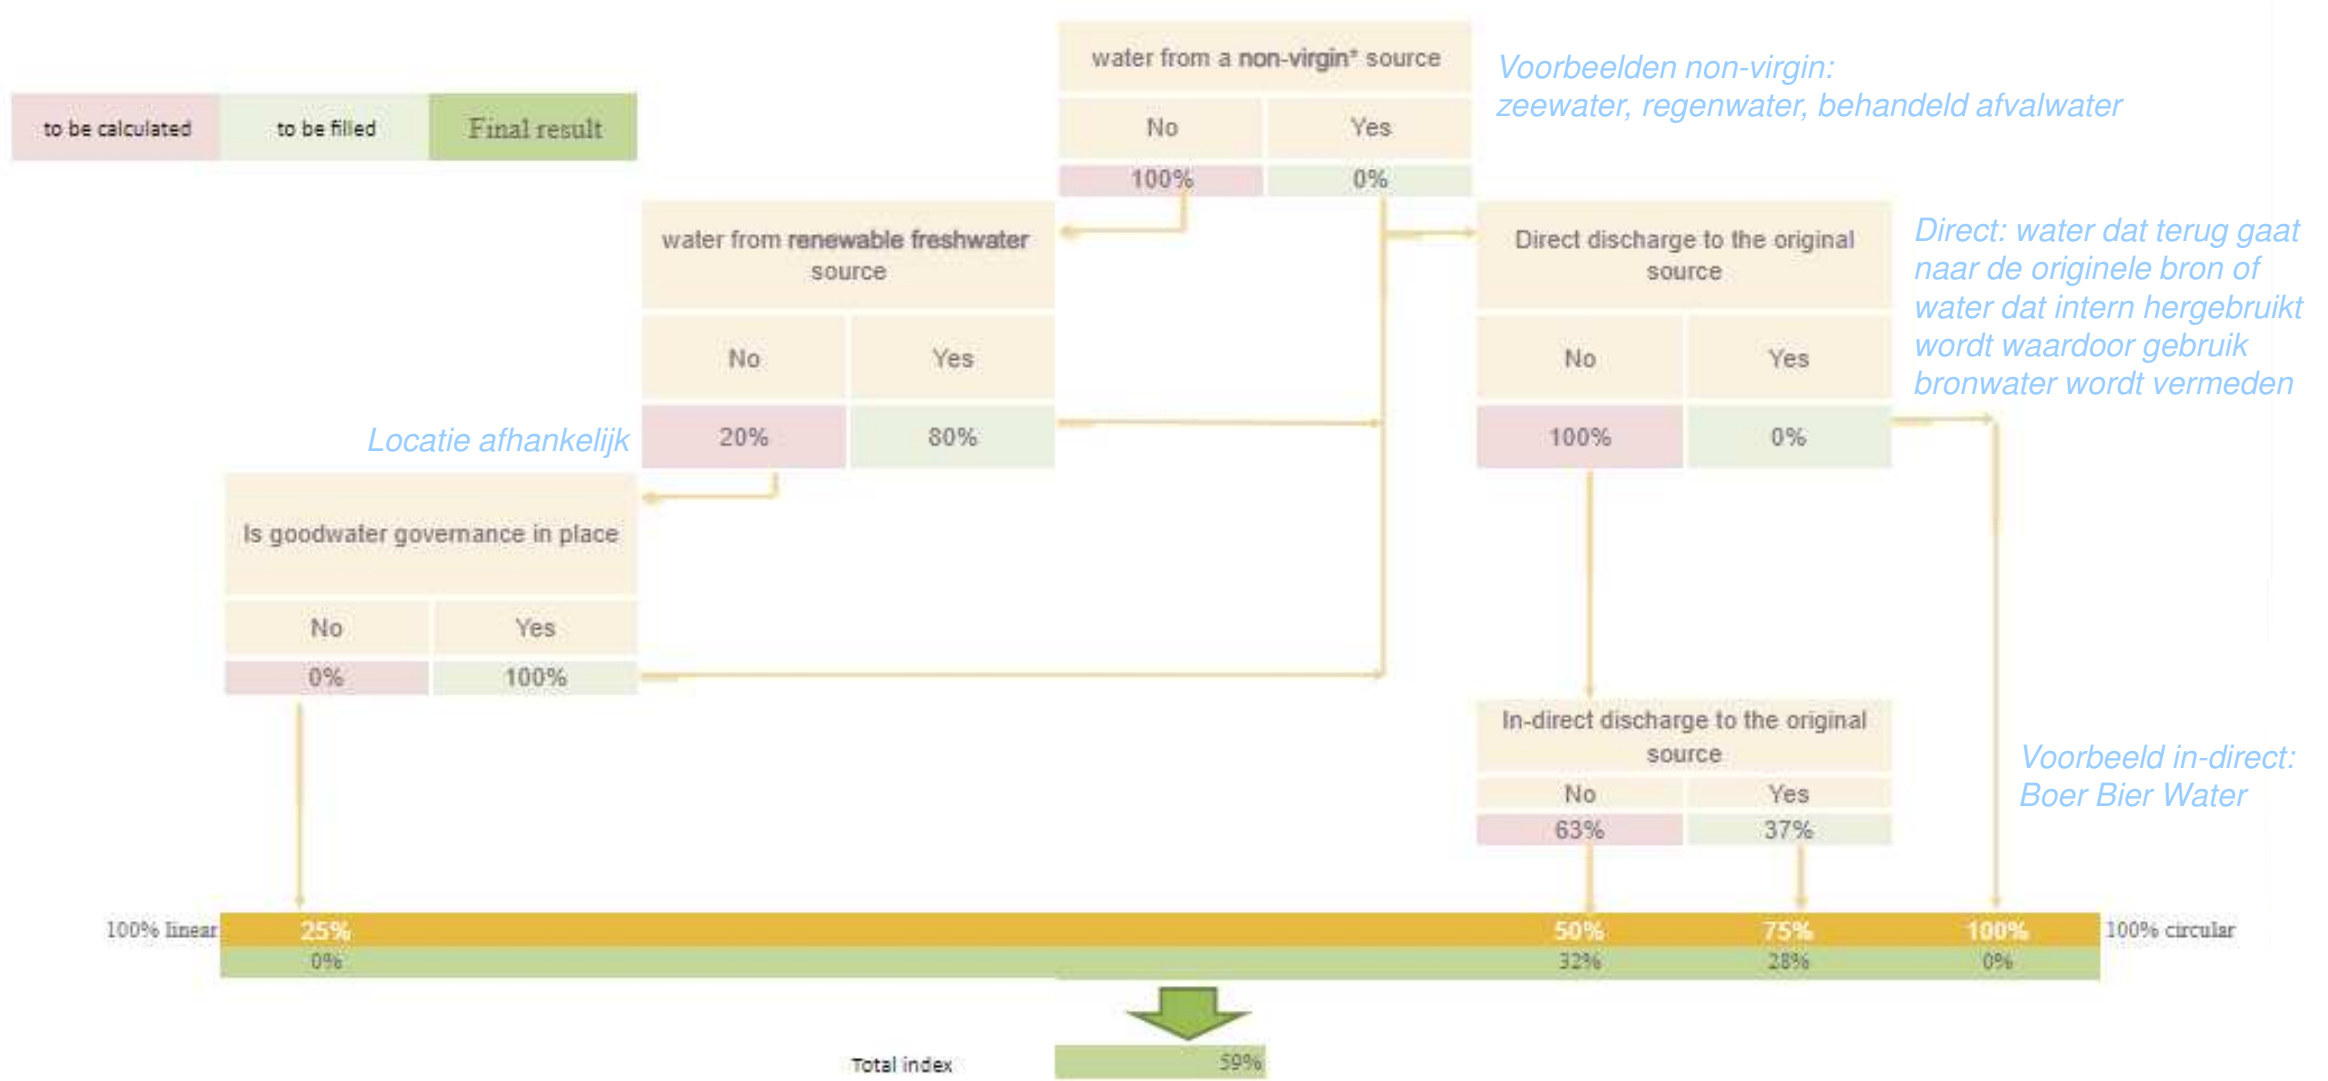 water from a non-virgin* source
Voorbeelden non-virgin:
zeewater, regenwater, behandeld afvalwater
to be calculated
to be filled
Final result
No
Yes
100%
0%
water from renewable freshwater
source
No
Yes
20%
80%
Direct discharge to the original
source
No
Yes
100%
0%
Direct: water dat terug gaat
naar de originele bron of
water dat intern hergebruikt
wordt waardoor gebruik
bronwater wordt vermeden
Locatie afhankelijk
Is goodwater governance in place
No
Yes
0%
100%
In-direct discharge to the original
source
No
Yes
63%
37%
Voorbeeld in-direct:
Boer Bier Water
100% linear
25%
50%
75%
100%
100% circular
0%
32%
28%
0%
Total index
59%